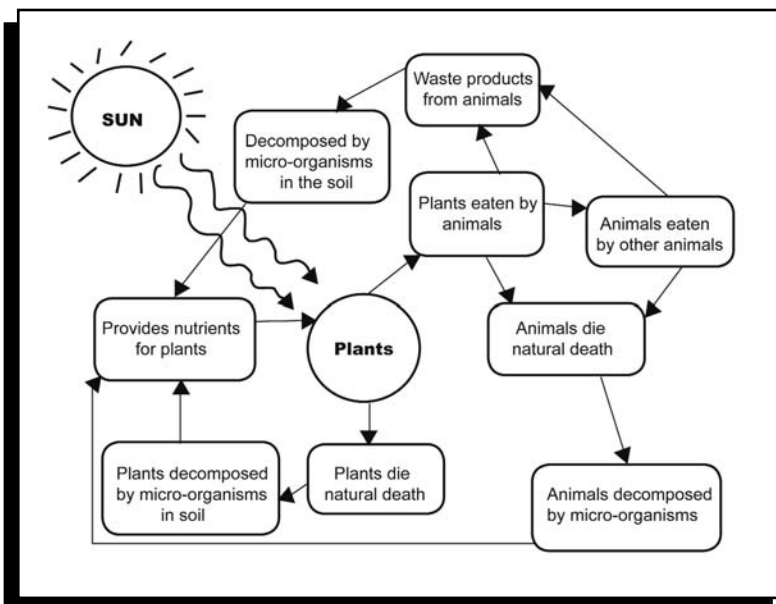 SUN
Waste products
from animals
Decomposed by
micro-organisms
in the soil
Plants eaten by
animals
Animals eaten
by other animals
Provides nutrients
for plants
Plants
Animals die
natural death
Plants decomposed
by micro-organisms
in soil
Plants die
natural death
Animals decomposed
by micro-organisms